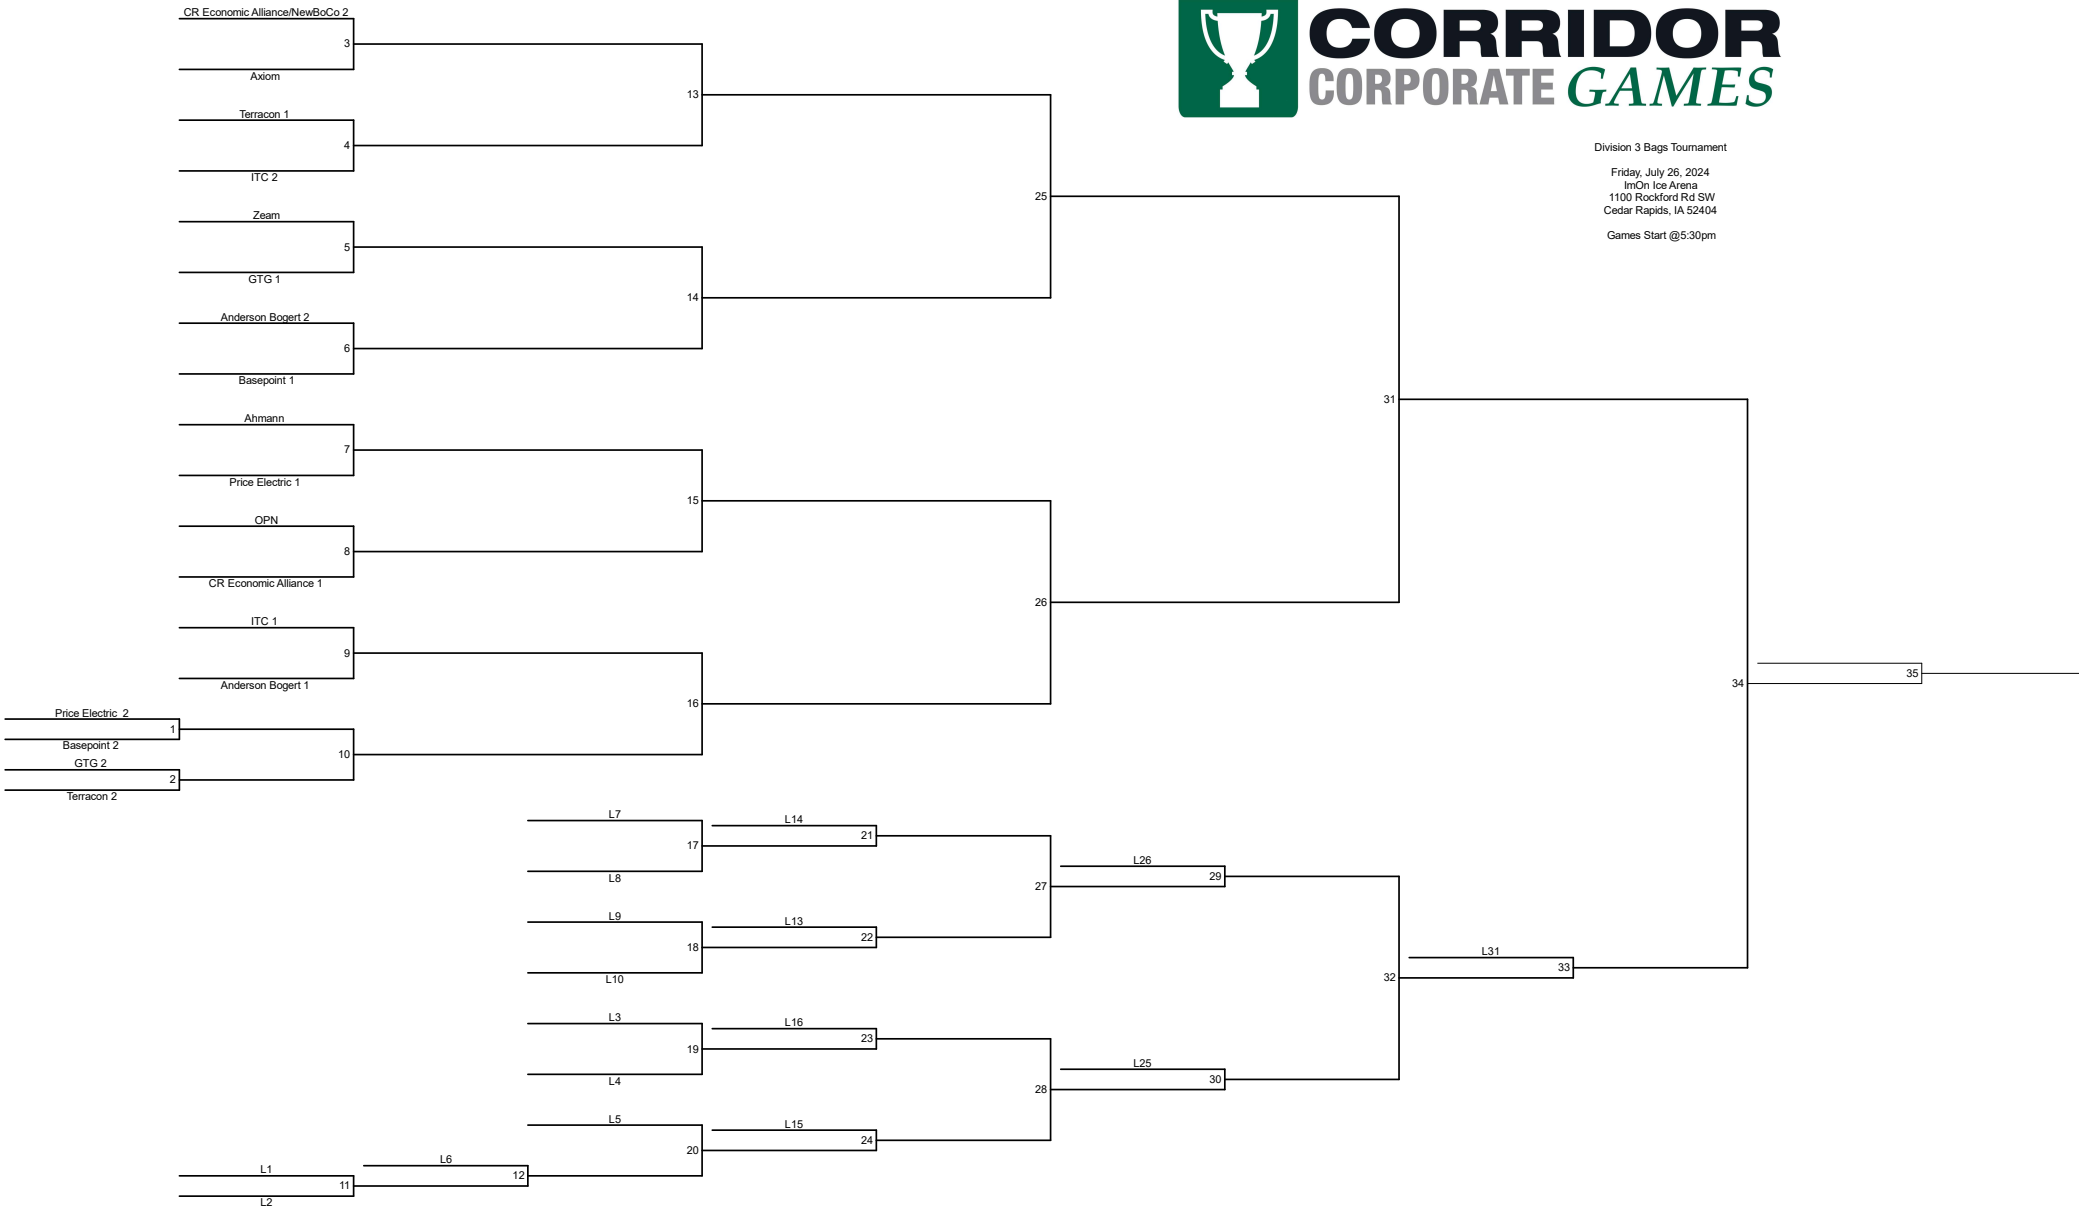 CORRIDOR
CORPORATE GAMES
Division 3 Bags Tournament
Friday, July 26, 2024
ImOn Ice Arena
1100 Rockford Rd SW
Cedar Rapids, IA 52404
Games Start @5:30pm
CR Economic Alliance/NewBoCo 2
3
Axiom
13
Terracon 1
4
ITC 2
25
Zeam
5
GTG 1
14
Anderson Bogert 2
6
Basepoint 1
31
Ahmann
7
Price Electric 1
15
OPN
8
CR Economic Alliance 1
26
ITC 1
9
Anderson Bogert 1
16
34
35
Price Electric  2
1
Basepoint 2
10
GTG 2
2
Terracon 2
L7
17
L8
L14
21
27
L26
29
L9
18
L10
L13
22
32
L31
33
L3
19
L4
L16
23
28
L25
30
L5
20
L15
24
L6
12
L1
11
L2